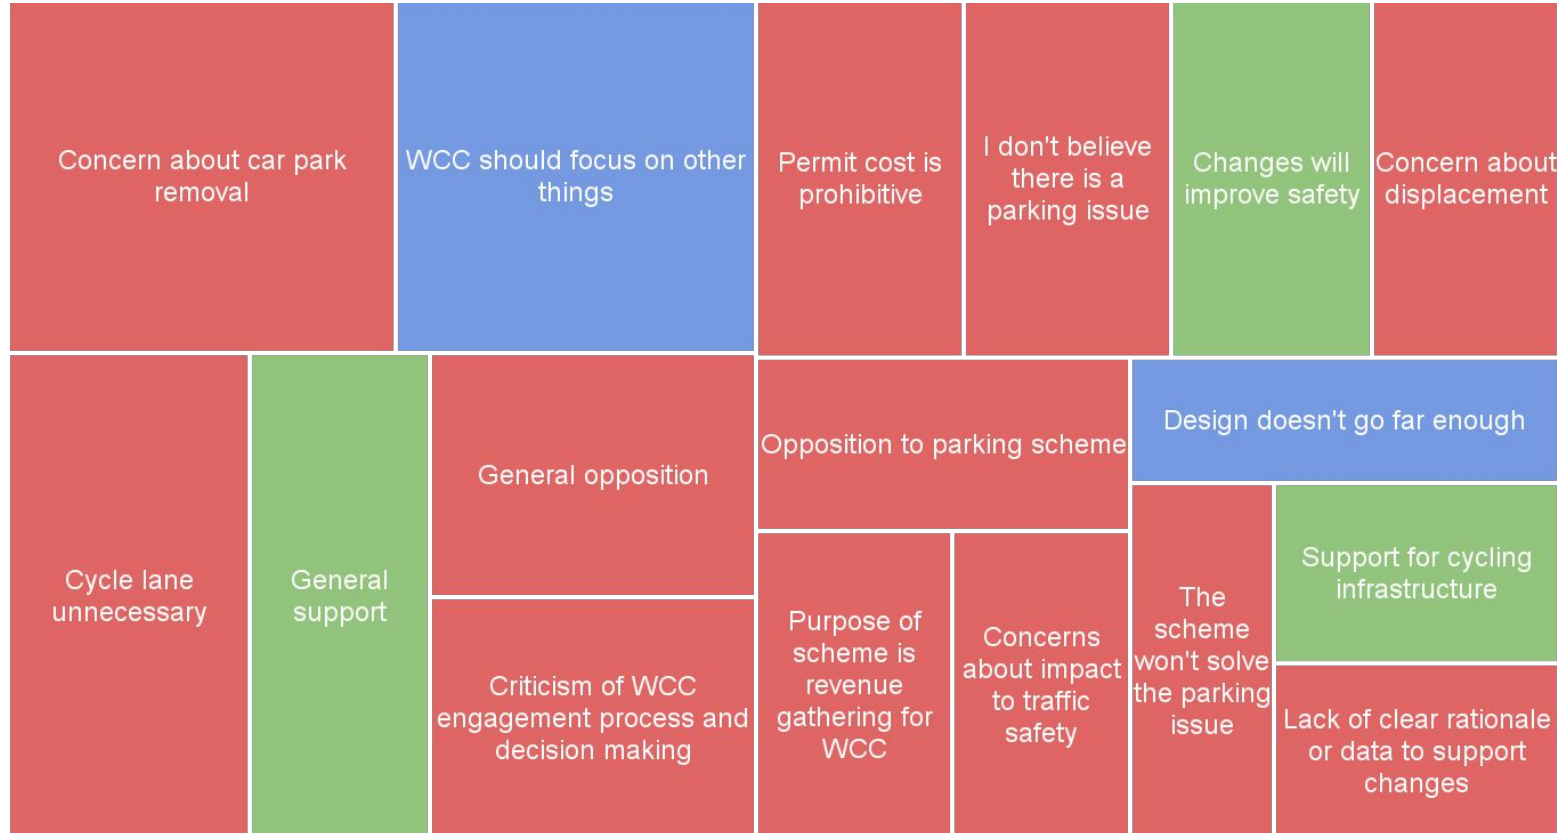 Concern about car park
removal
WCC should focus on other
things
Permit cost is
prohibitive
I don't believe
there is a
parking issue
Changes will
improve safety
Concern about
displacement
Cycle lane
unnecessary
General
support
General opposition
Criticism of WCC
engagement process and
decision making
Opposition to parking scheme
Design doesn't go far enough
Purpose of
scheme is
revenue
gathering for
WCC
Concerns
about impact
to traffic
safety
The
scheme
won't solve
the parking
issue
Support for cycling
infrastructure
Lack of clear rationale
or data to support
changes